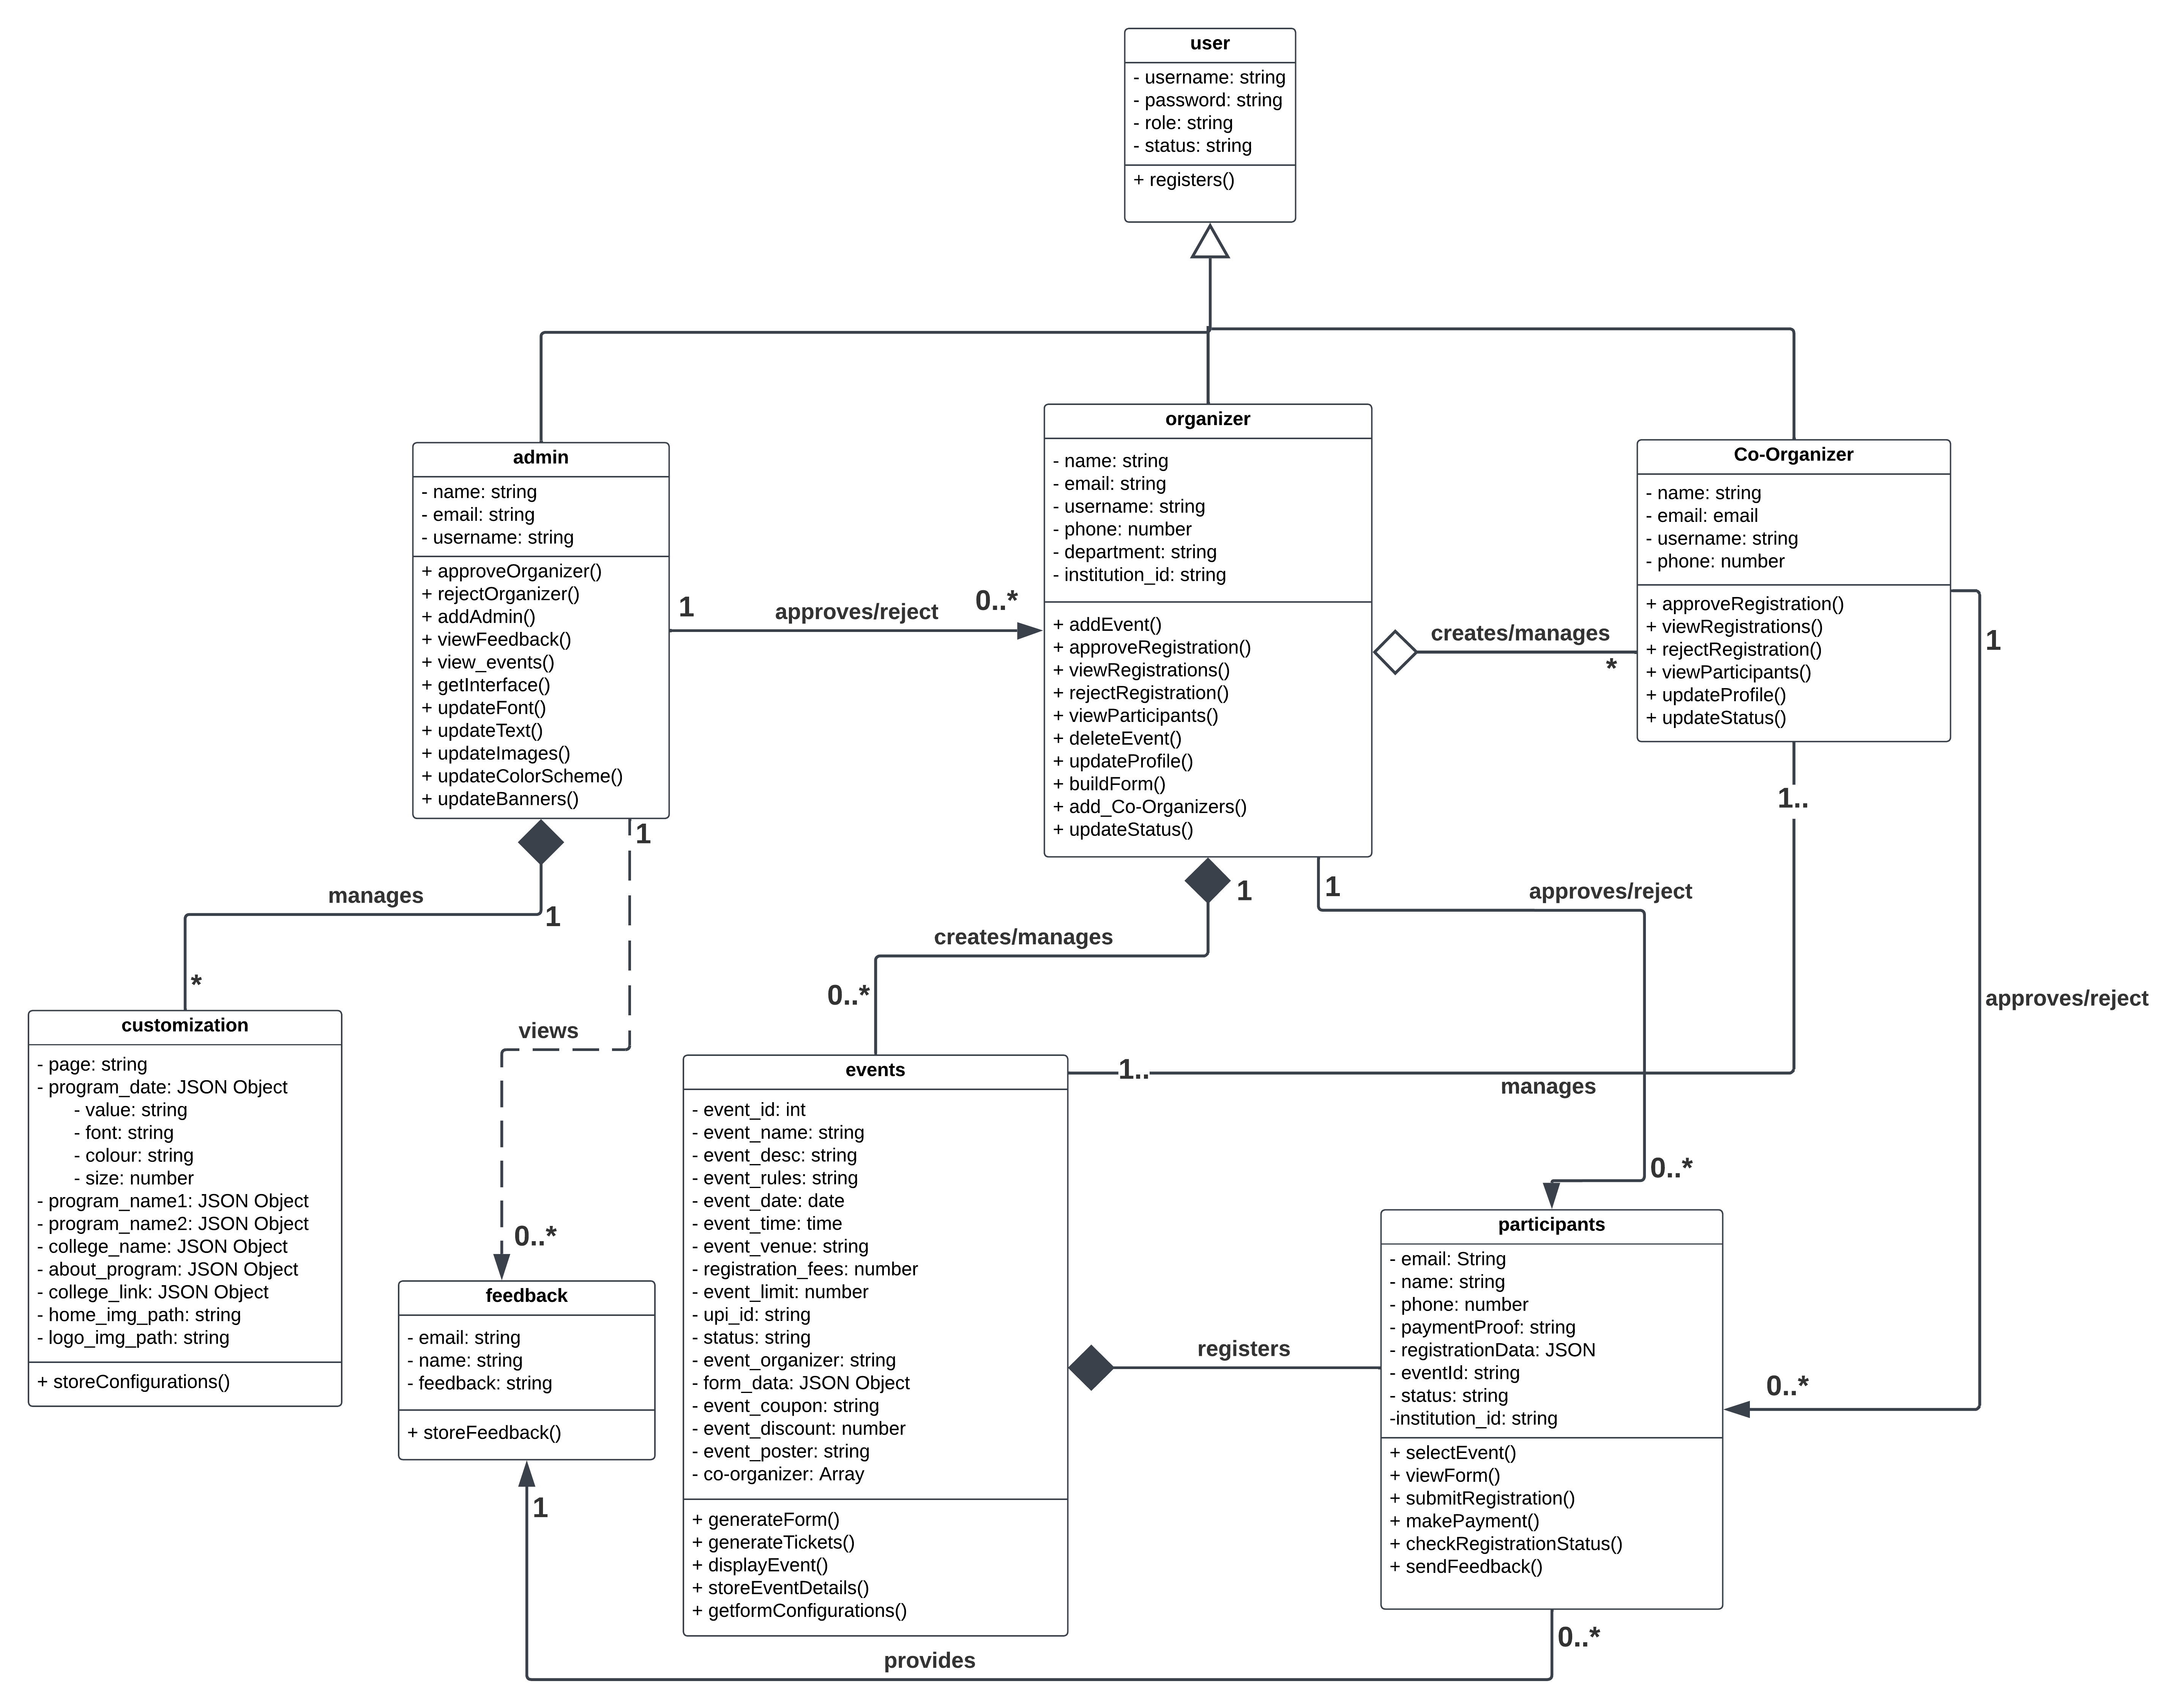 user
- username: string
- password: string
- role: string
- status: string
+ registers()
admin
- name: string
- email: string
- username: string
+ approveOrganizer()
+ rejectOrganizer()
+ addAdmin()
+ viewFeedback()
+ view_events()
+ getInterface()
+ updateFont()
+ updateText()
+ updateImages()
+ updateColorScheme()
+ updateBanners()
1
approves/reject
0..*
organizer
- name: string
- email: string
- username: string
- phone: number
- department: string
- institution_id: string
+ addEvent()
+ approveRegistration()
+ viewRegistrations()
+ rejectRegistration()
+ viewParticipants()
+ deleteEvent()
+ updateProfile()
+ buildForm()
+ add_Co-Organizers()
+ updateStatus()
creates/manages
*
Co-Organizer
- name: string
- email: email
- username: string
- phone: number
+ approveRegistration()
+ viewRegistrations()
+ rejectRegistration()
+ viewParticipants()
+ updateProfile()
+ updateStatus()
1
1..
1
manages
1
*
1
creates/manages
0..*
1
approves/reject
approves/reject
views
0..*
1..
manages
0..*
customization
- page: string
- program_date: JSON Object
- value: string
- font: string
- colour: string
- size: number
- program_name1: JSON Object
- program_name2: JSON Object
- college_name: JSON Object
- about_program: JSON Object
- college_link: JSON Object
- home_img_path: string
- logo_img_path: string
+ storeConfigurations()
feedback
- email: string
- name: string
- feedback: string
+ storeFeedback()
1
events
- event_id: int
- event_name: string
- event_desc: string
- event_rules: string
- event_date: date
- event_time: time
- event_venue: string
- registration_fees: number
- event_limit: number
- upi_id: string
- status: string
- event_organizer: string
- form_data: JSON Object
- event_coupon: string
- event_discount: number
- event_poster: string
- co-organizer: Array
+ generateForm()
+ generateTickets()
+ displayEvent()
+ storeEventDetails()
+ getformConfigurations()
registers
participants
- email: String
- name: string
- phone: number
- paymentProof: string
- registrationData: JSON
- eventId: string
- status: string
-institution_id: string
+ selectEvent()
+ viewForm()
+ submitRegistration()
+ makePayment()
+ checkRegistrationStatus()
+ sendFeedback()
0..*
0..*
provides